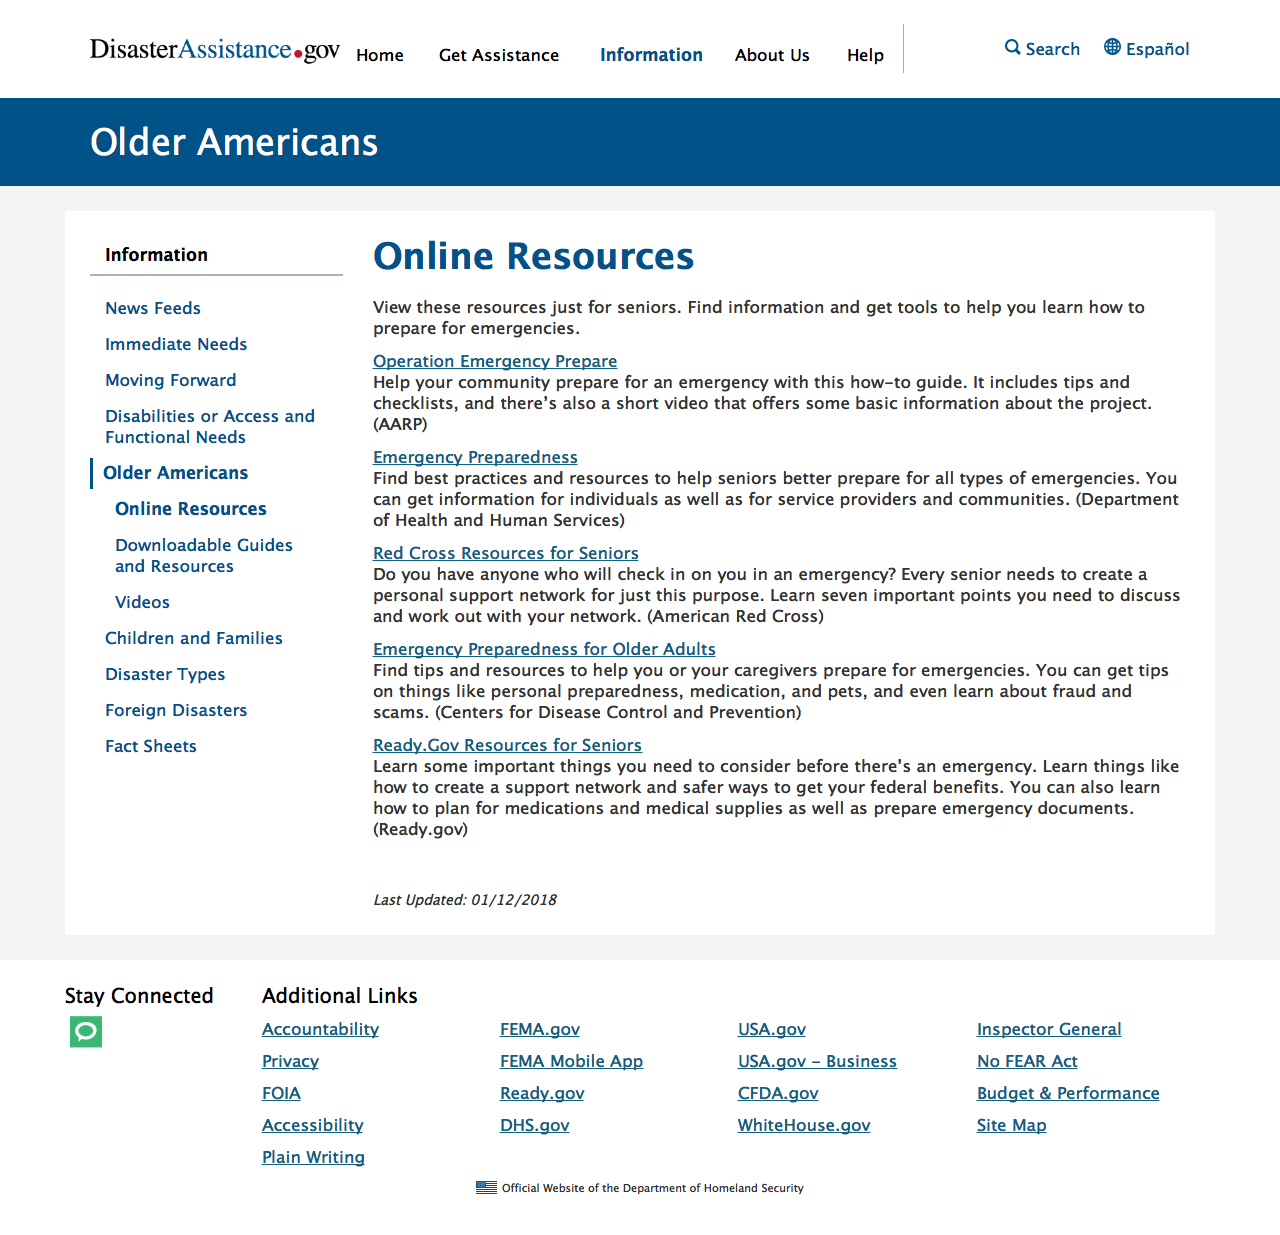 DisasterAssistance.gov
Home
Get Assistance
Information
About Us
Help
Search
Español
Older Americans
Information
News Feeds
Immediate Needs
Moving Forward
Disabilities or Access and
Functional Needs
Older Americans
Online Resources
Downloadable Guides
and Resources
Videos
Children and Families
Disaster Types
Foreign Disasters
Fact Sheets
Online Resources
View these resources just for seniors. Find information and get tools to help you learn how to
prepare for emergencies.
Operation Emergency Prepare
Help your community prepare for an emergency with this how-to guide. It includes tips and
checklists, and there's also a short video that offers some basic information about the project.
(AARP)
Emergency Preparedness
Find best practices and resources to help seniors better prepare for all types of emergencies. You
can get information for individuals as well as for service providers and communities. (Department
of Health and Human Services)
Red Cross Resources for Seniors
Do you have anyone who will check in on you in an emergency? Every senior needs to create a
personal support network for just this purpose. Learn seven important points you need to discuss
and work out with your network. (American Red Cross)
Emergency Preparedness for Older Adults
Find tips and resources to help you or your caregivers prepare for emergencies. You can get tips
on things like personal preparedness, medication, and pets, and even learn about fraud and
scams. (Centers for Disease Control and Prevention)
Ready.Gov Resources for Seniors
Learn some important things you need to consider before there's an emergency. Learn things like
how to create a support network and safer ways to get your federal benefits. You can also learn
how to plan for medications and medical supplies as well as prepare emergency documents.
(Ready.gov)
Last Updated: 01/12/2018
Stay Connected
Additional Links
Accountability
Privacy
FOIA
Accessibility
Plain Writing
FEMA.gov
FEMA Mobile App
Ready.gov
DHS.gov
USA.gov
USA.gov - Business
CFDA.gov
WhiteHouse.gov
Inspector General
No FEAR Act
Budget & Performance
Site Map
Official Website of the Department of Homeland Security